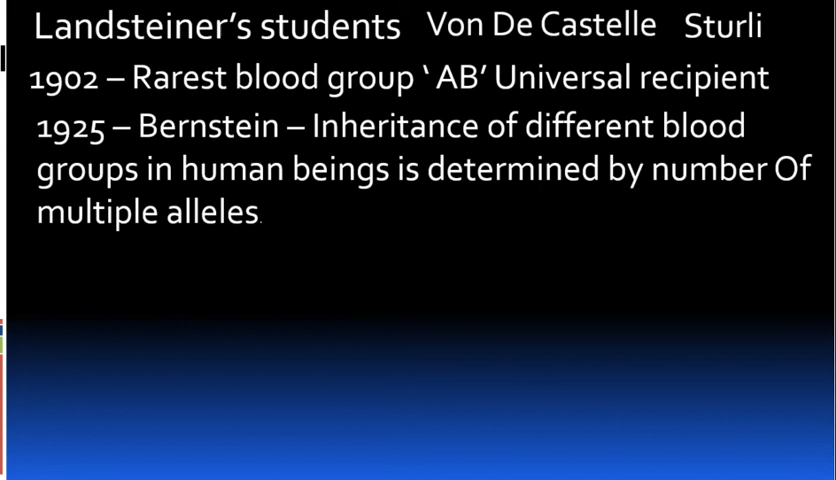 Landsteiner’s students Von De Castelle Sturli
1902 – Rarest blood group ‘ AB’ Universal recipient
1925 – Bernstein – Inheritance of different blood
groups in human beings is determined by number Of
multiple alleles.